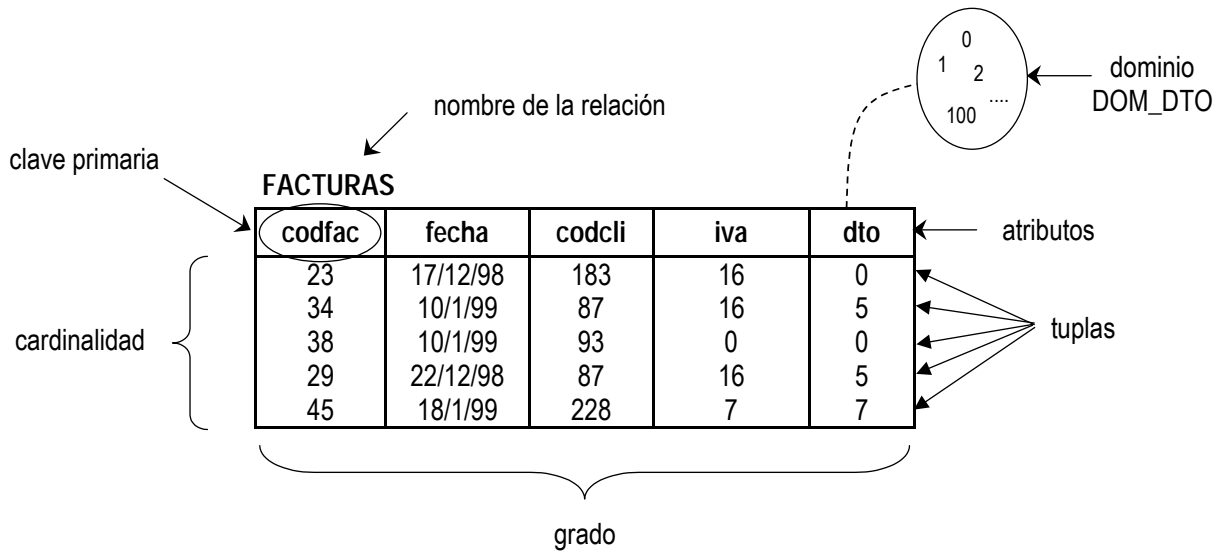 0
1 2
....
100
dominio
DOM_DTO
nombre de la relación
clave primaria
FACTURAS
codfac fecha codcli iva dto
atributos
23 17/12/98 183 16 0
34 10/1/99 87 16 5
38 10/1/99 93 0 0
29 22/12/98 87 16 5
45 18/1/99 228 7 7
cardinalidad
tuplas
grado